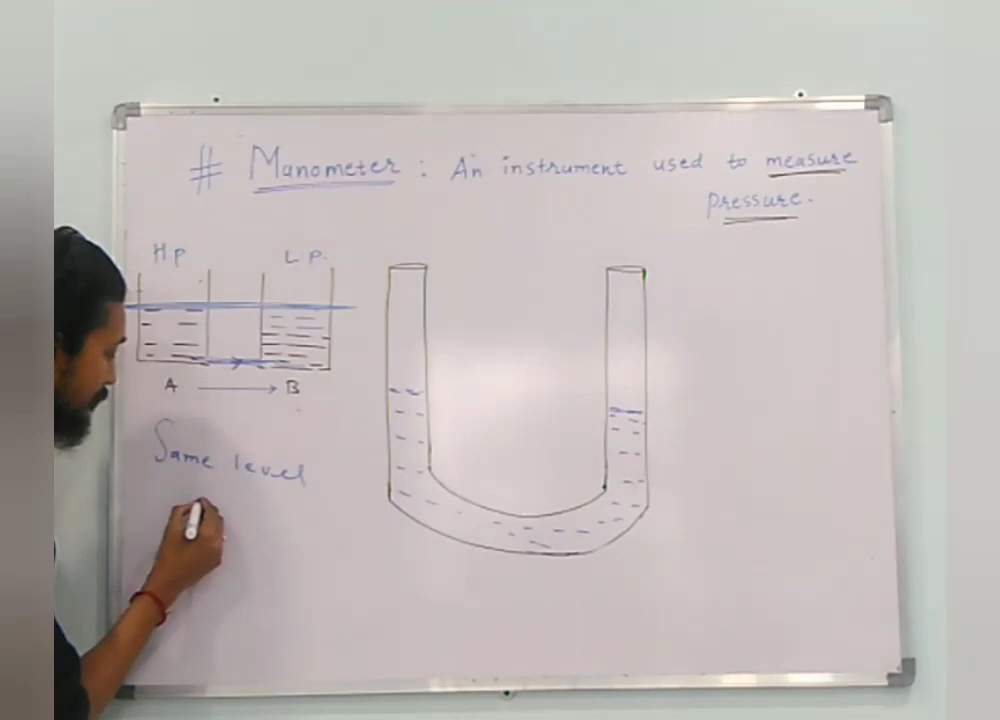 # Manometer : An instrument used to measure
pressure.
H p L p.
A B
Same level